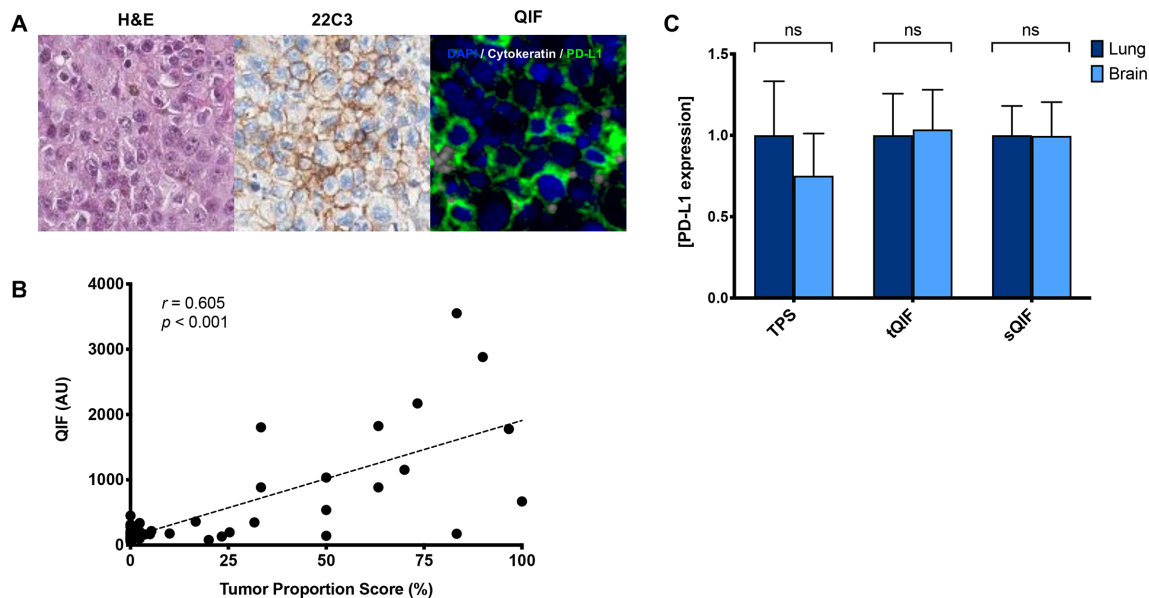 A
H&E
22C3
QIF
DAPI / Cytokeratin / PD-L1
B
4000
3000
2000
1000
0
QIF (AU)
r = 0.605
p < 0.001
0
25
50
75
100
Tumor Proportion Score (%)
C
ns
ns
ns
Lung
Brain
1.5
1.0
0.5
0.0
[PD-L1 expression]
TPS
tQIF
sQIF